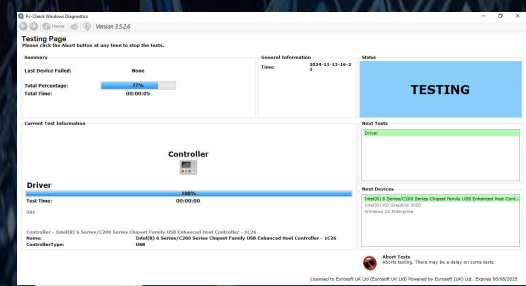 Pc-Check Windows Diagnostics
Home
Version 3.5.2.6
Testing Page
Please click the Abort button at any time to stop the tests.
Summary
Last Device Failed: None
Total Percentage: 77%
Total Time: 00:00:05
General Information
Time: 2024-11-13-16-2
3
Status
TESTING
Current Test Information
Controller
Driver
100%
Test Time: 00:00:00
Controller - Intel(R) 6 Series/C200 Series Chipset Family USB Enhanced Host Controller - 1C26
Name: Intel(R) 6 Series/C200 Series Chipset Family USB Enhanced Host Controller - 1C26
ControllerType: USB
Next Tests
Driver
Next Devices
Intel(R) 6 Series/C200 Series Chipset Family USB Enhanced Host Cont...
Intel(R) HD Graphics 3000
Windows 10 Enterprise
Abort Tests
Aborts testing. There may be a delay on some tests.
Licensed to Eurosoft UK Ltd (Eurosoft UK Ltd) Powered by Eurosoft (UK) Ltd. Expires 08/08/2025